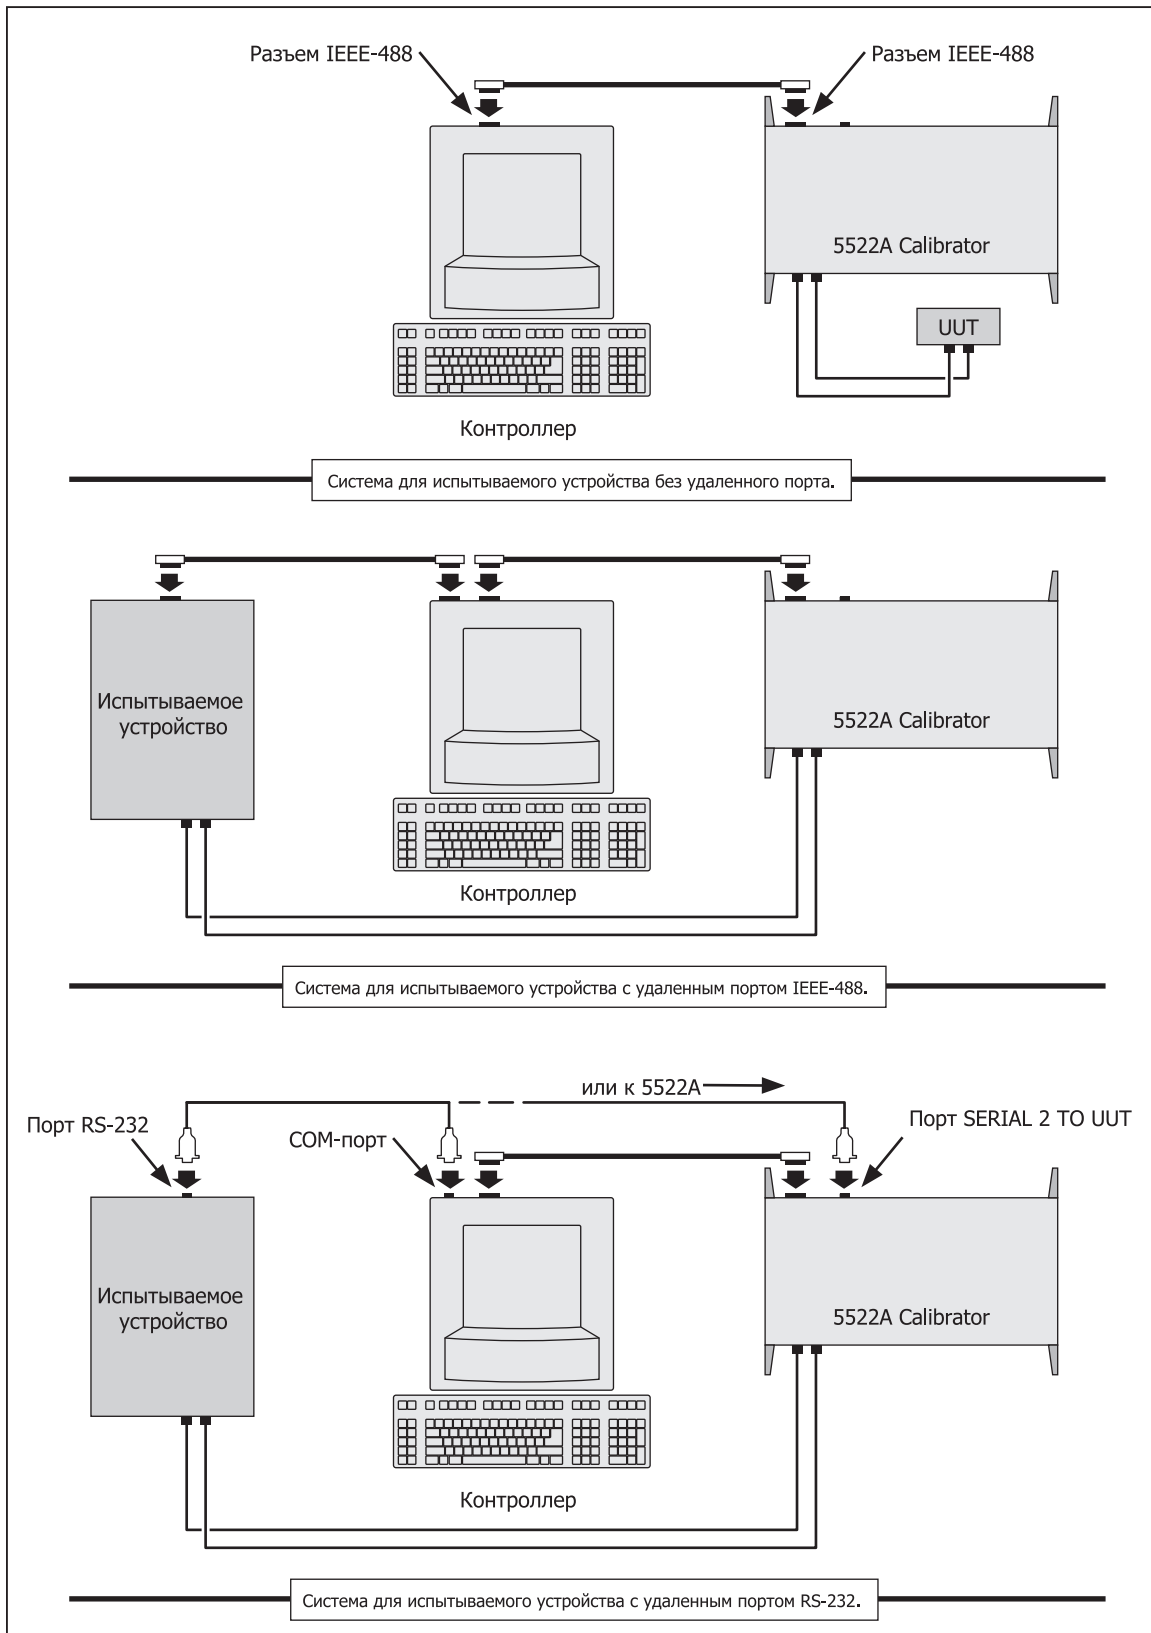 Разъем IEEE-488
Разъем IEEE-488
5522A Calibrator
UUT
Контроллер
Система для испытываемого устройства без удаленного порта.
Испытываемое
устройство
5522A Calibrator
Контроллер
Система для испытываемого устройства с удаленным портом IEEE-488.
или к 5522A
Порт RS-232
COM-порт
Порт SERIAL 2 TO UUT
Испытываемое
устройство
5522A Calibrator
Контроллер
Система для испытываемого устройства с удаленным портом RS-232.